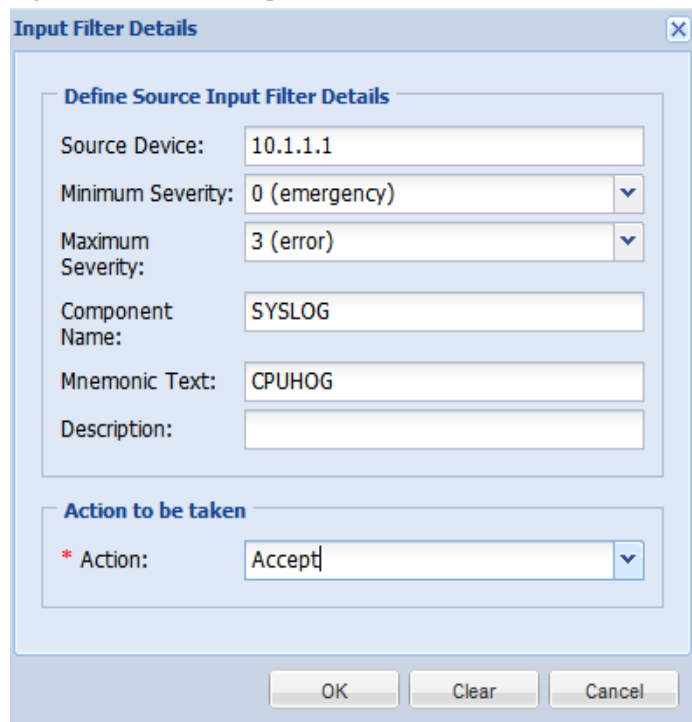 Input Filter Details
Define Source Input Filter Details
Source Device: 10.1.1.1
Minimum Severity: 0 (emergency)
Maximum Severity: 3 (error)
Component Name: SYSLOG
Mnemonic Text: CPUHOG
Description:
Action to be taken
* Action: Accept
OK Clear Cancel